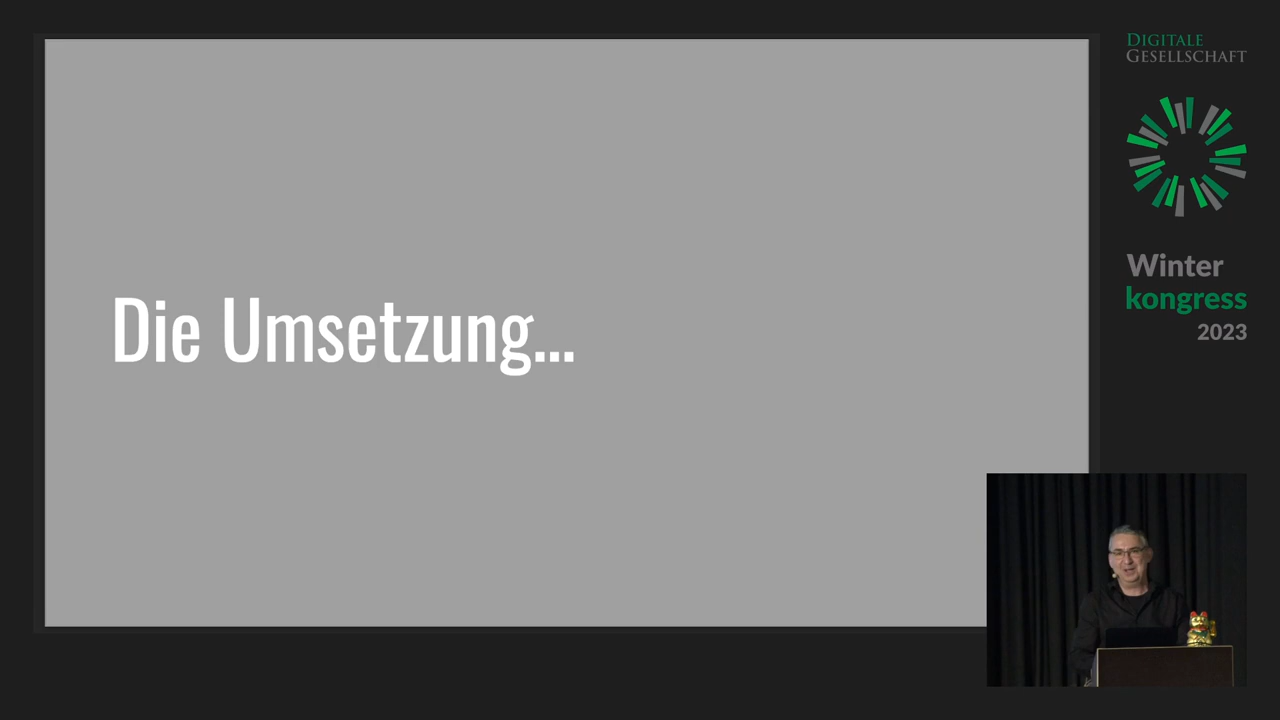 Die Umsetzung...
DIGITALE
GESELLSCHAFT
Winter
kongress
2023